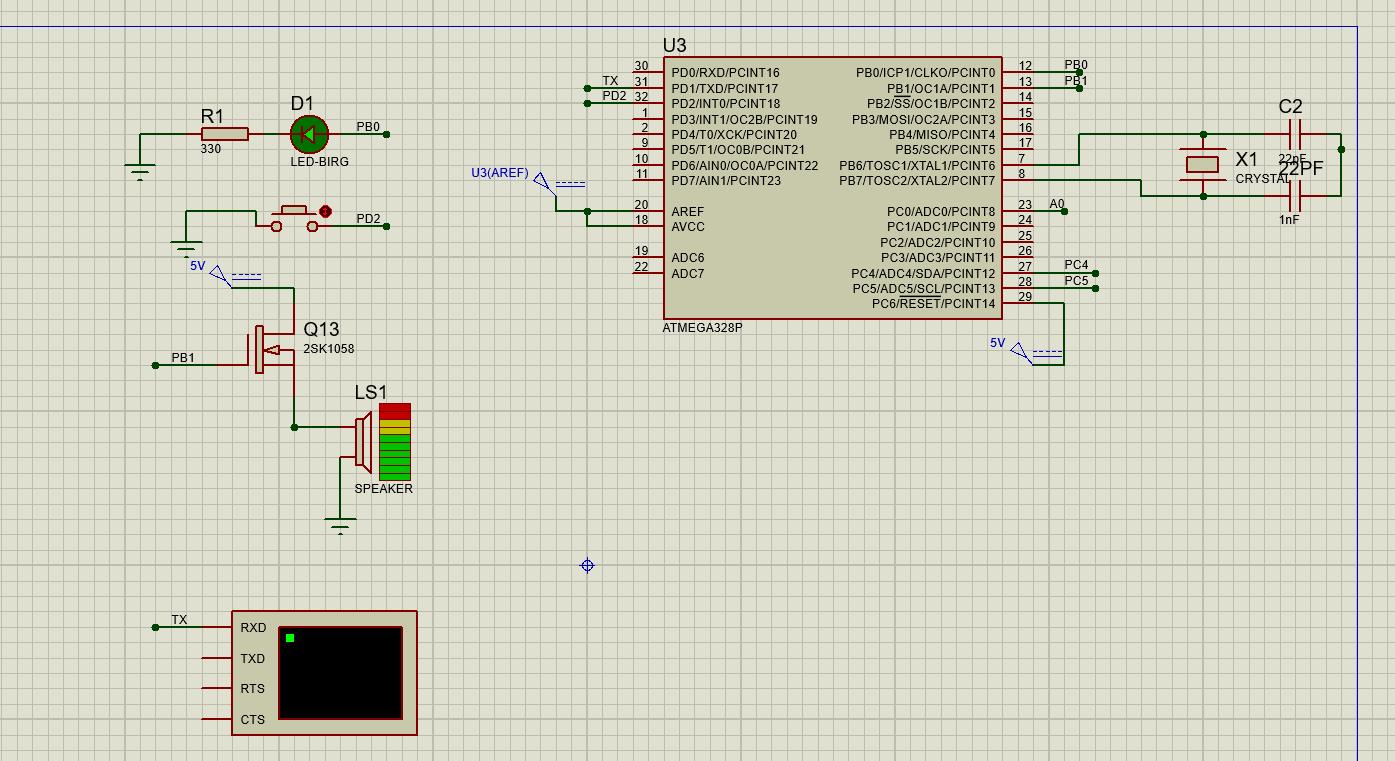 U3
30 PD0/RXD/PCINT16 PB0/ICP1/CLKO/PCINT0 12 PB0
TX 31 PD1/TXD/PCINT17 PB1/OC1A/PCINT1 13 PB1
PD2 32 PD2/INT0/PCINT18 PB2/SS/OC1B/PCINT2 14
1 PD3/INT1/OC2B/PCINT19 PB3/MOSI/OC2A/PCINT3 15
2 PD4/T0/XCK/PCINT20 PB4/MISO/PCINT4 16
9 PD5/T1/OC0B/PCINT21 PB5/SCK/PCINT5 17
10 PD6/AIN0/OC0A/PCINT22 PB6/TOSC1/XTAL1/PCINT6 7
11 PD7/AIN1/PCINT23 PB7/TOSC2/XTAL2/PCINT7 8
20 AREF PC0/ADC0/PCINT8 23 A0
18 AVCC PC1/ADC1/PCINT9 24
PC2/ADC2/PCINT10 25
19 ADC6 PC3/ADC3/PCINT11 26
22 ADC7 PC4/ADC4/SDA/PCINT12 27 PC4
PC5/ADC5/SCL/PCINT13 28 PC5
PC6/RESET/PCINT14 29
ATMEGA328P
U3(AREF)
5V
C2
22pF
22PF
1nF
X1
CRYSTAL
D1
R1
330
PB0
LED-BIRG
PD2
5V
Q13
2SK1058
PB1
LS1
SPEAKER
TX
RXD
TXD
RTS
CTS